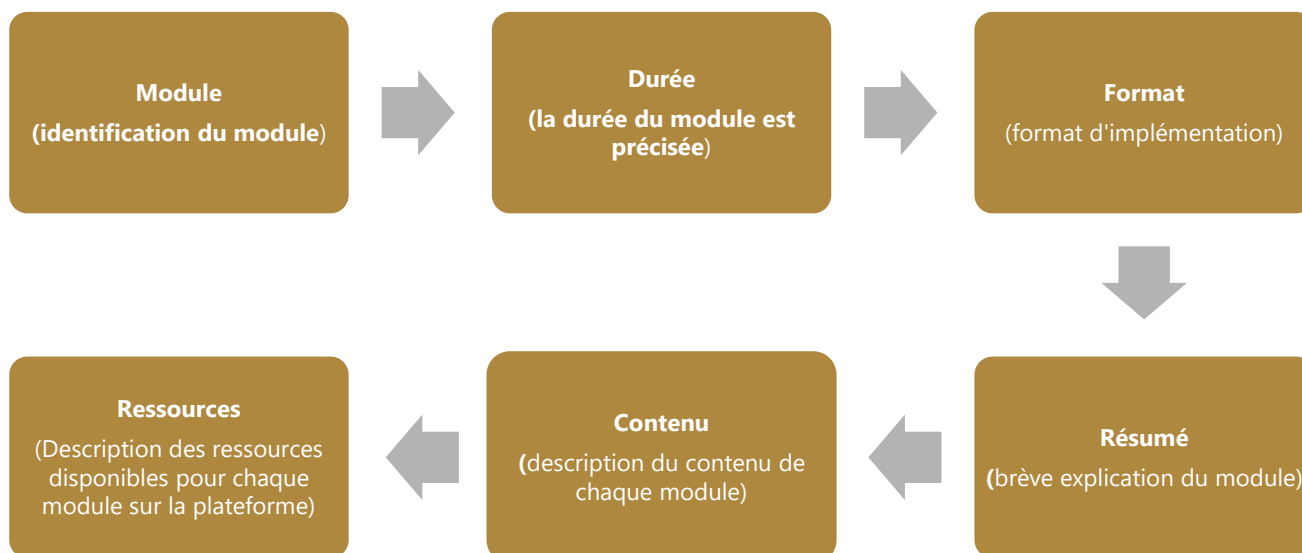 Module
(identification du module)
Durée
(la durée du module est
précisée)
Format
(format d'implémentation)
Résumé
(brève explication du module)
Contenu
(description du contenu de
chaque module)
Ressources
(Description des ressources
disponibles pour chaque
module sur la plateforme)